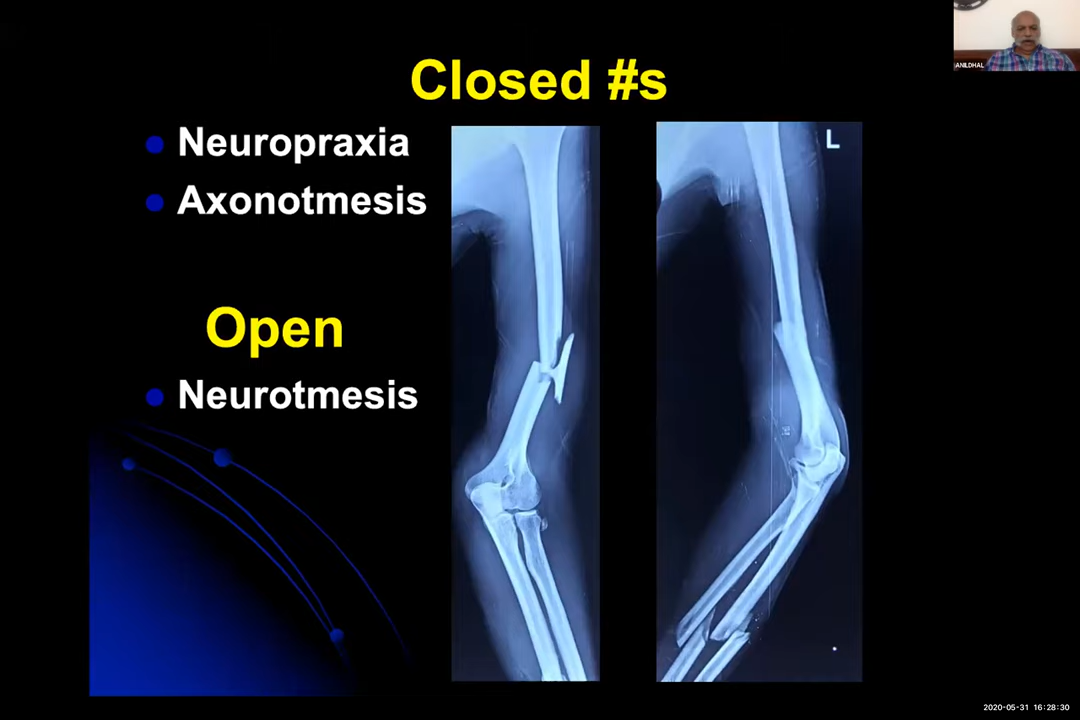 ANILDHAL
Closed #s
Neuropraxia
Axonotmesis
L
Open
Neurotmesis
2020-05-31 16:28:30